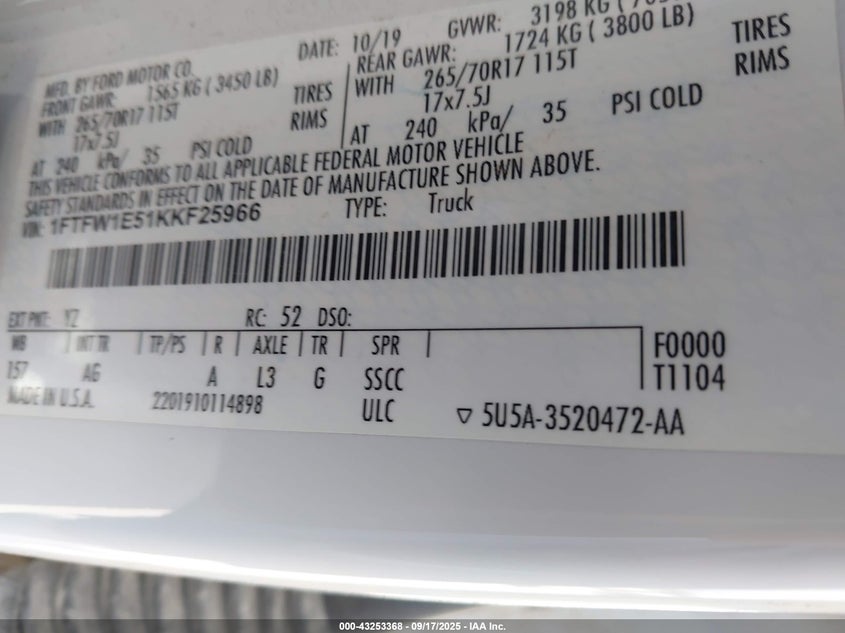 MFD. BY FORD MOTOR CO.
DATE: 10/19 GVWR: 3198 KG
FRONT GAWR: 1565 KG ( 3450 LB)
REAR GAWR: 1724 KG ( 3800 LB)
WITH 265/70R17 115T TIRES
17x7.5J RIMS
AT 240 kPa/ 35 PSI COLD
WITH 265/70R17 115T TIRES
17x7.5J RIMS
AT 240 kPa/ 35 PSI COLD
THIS VEHICLE CONFORMS TO ALL APPLICABLE FEDERAL MOTOR VEHICLE
SAFETY STANDARDS IN EFFECT ON THE DATE OF MANUFACTURE SHOWN ABOVE.
VIN: 1FTFW1E51KKF25966 TYPE: Truck
EXT PNT: YZ RC: 52 DSO:
WB INT TR TP/PS R AXLE TR SPR F0000
157 AG A L3 G SSCC T1104
MADE IN U.S.A. 2201910114898 ULC ▽ 5U5A-3520472-AA
000-43253368 - 09/17/2025 - IAA Inc.